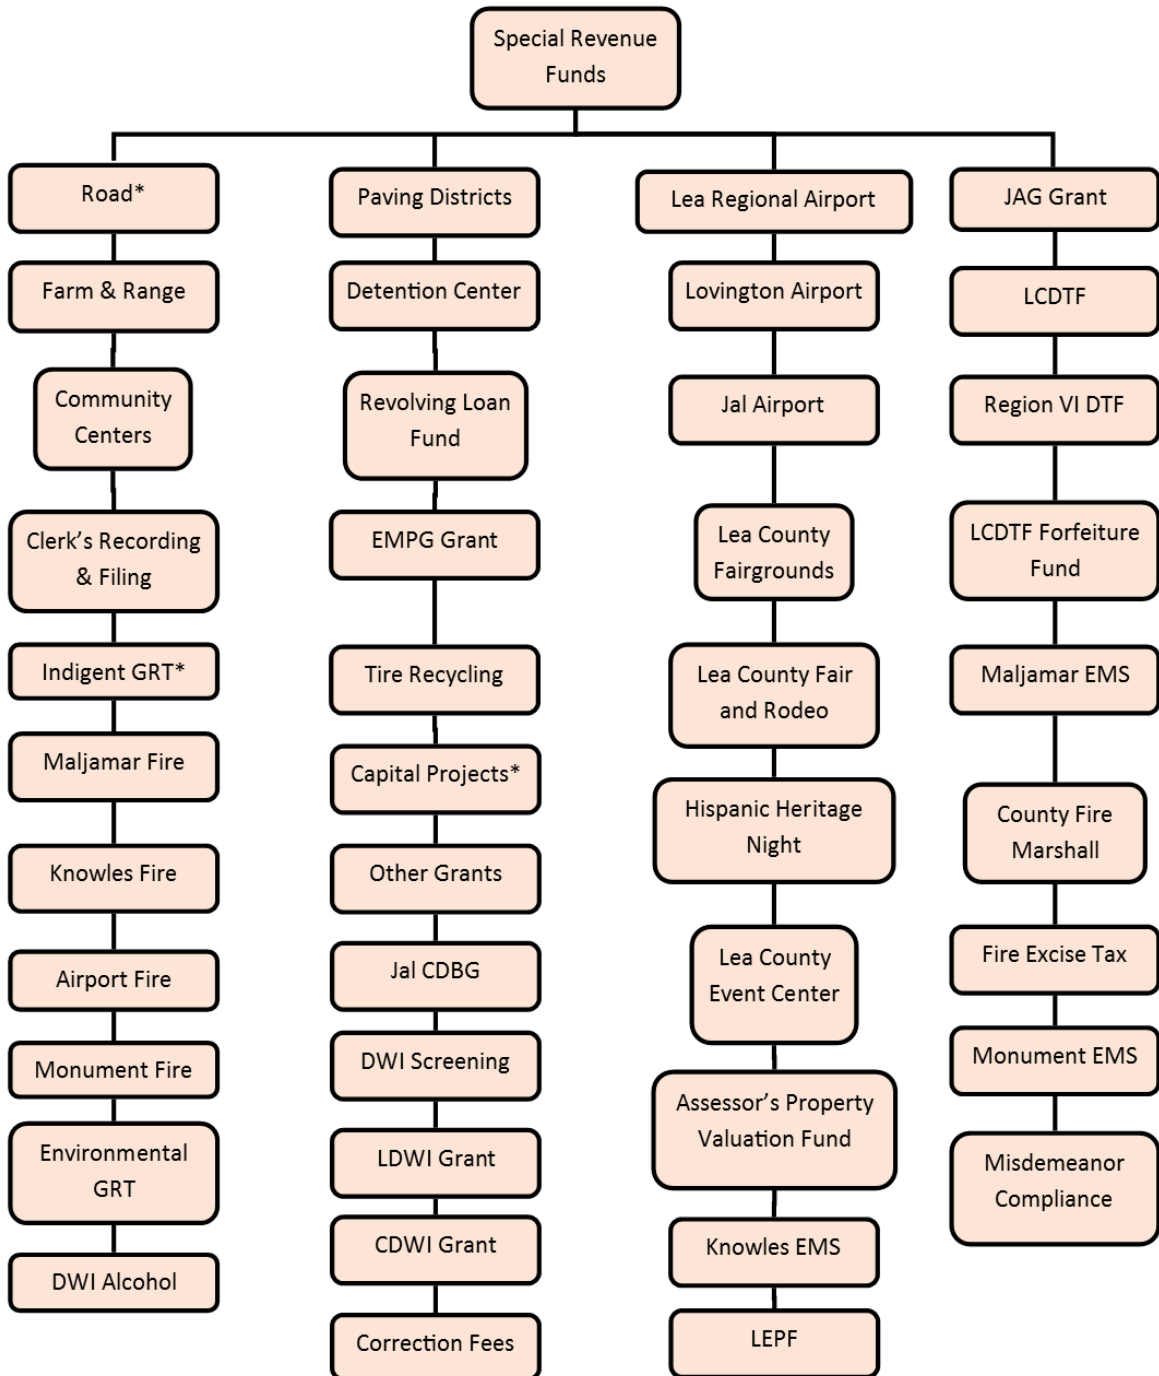 Special Revenue
Funds
Road*
Farm & Range
Community
Centers
Clerk’s Recording
& Filing
Indigent GRT*
Maljamar Fire
Knowles Fire
Airport Fire
Monument Fire
Environmental
GRT
DWI Alcohol
Paving Districts
Detention Center
Revolving Loan
Fund
EMPG Grant
Tire Recycling
Capital Projects*
Other Grants
Jal CDBG
DWI Screening
LDWI Grant
CDWI Grant
Correction Fees
Lea Regional Airport
Lovington Airport
Jal Airport
Lea County
Fairgrounds
Lea County Fair
and Rodeo
Hispanic Heritage
Night
Lea County
Event Center
Assessor’s Property
Valuation Fund
Knowles EMS
LEPF
JAG Grant
LCDTF
Region VI DTF
LCDTF Forfeiture
Fund
Maljamar EMS
County Fire
Marshall
Fire Excise Tax
Monument EMS
Misdemeanor
Compliance